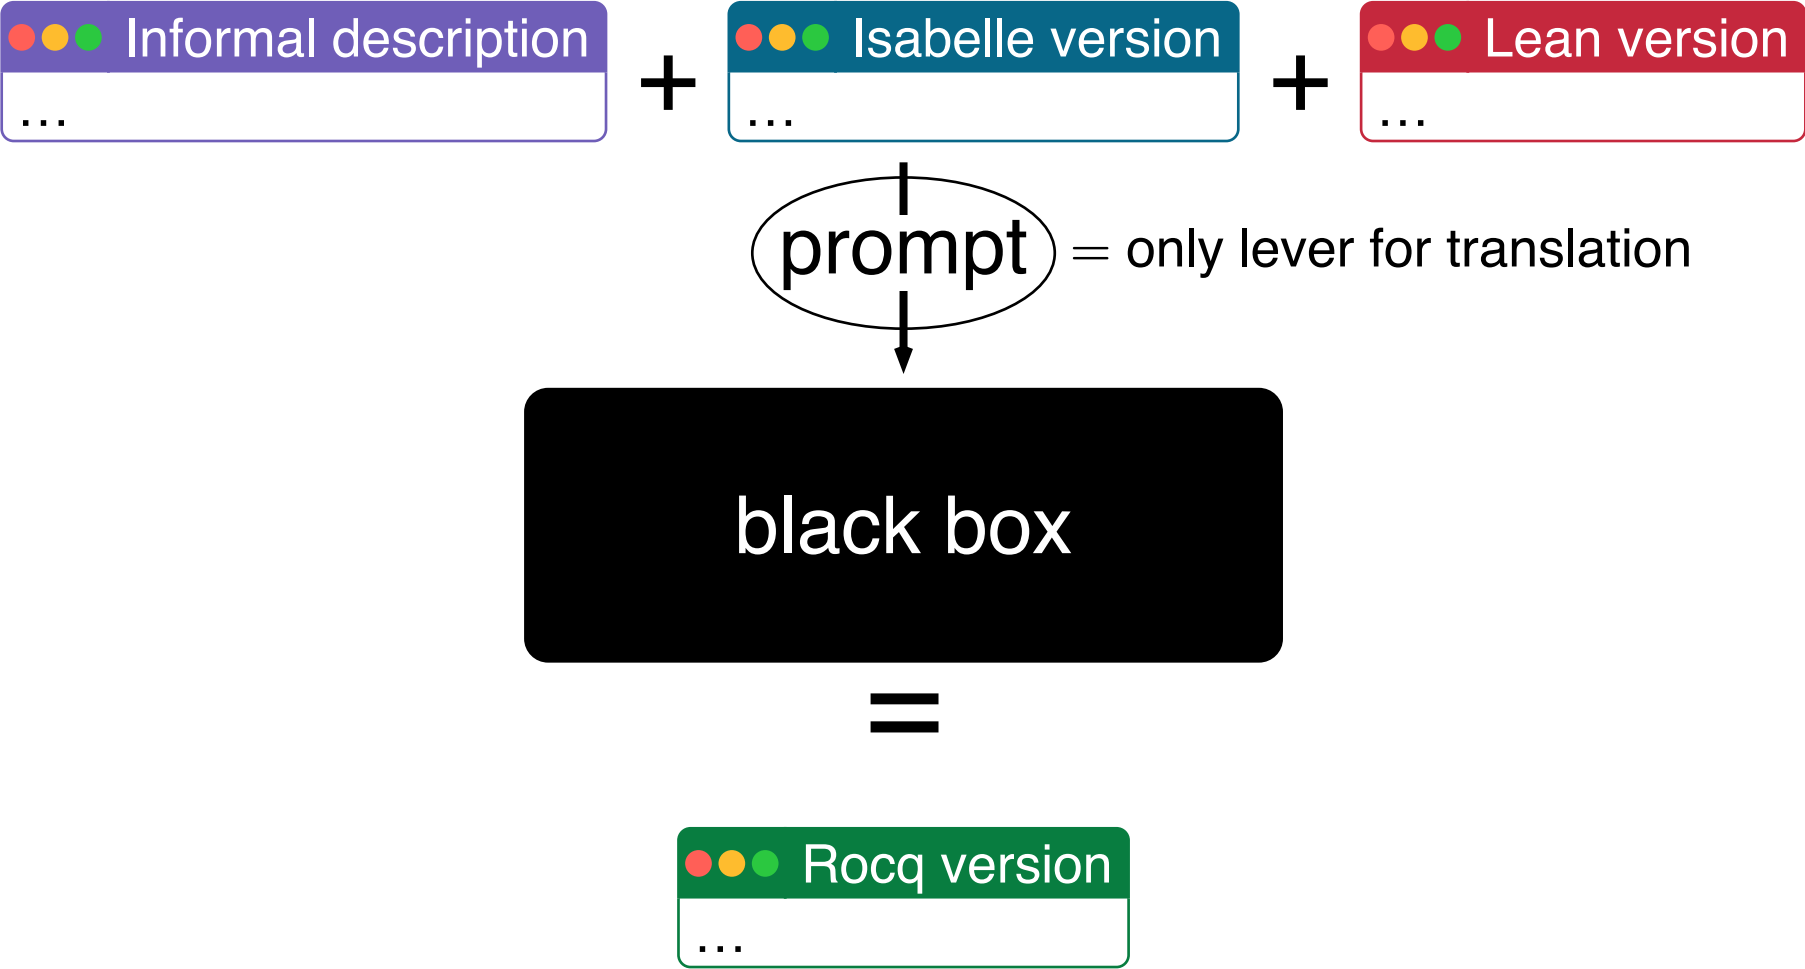 Informal description + Isabelle version + Lean version
... ... ...
prompt = only lever for translation
black box
=
Rocq version
...